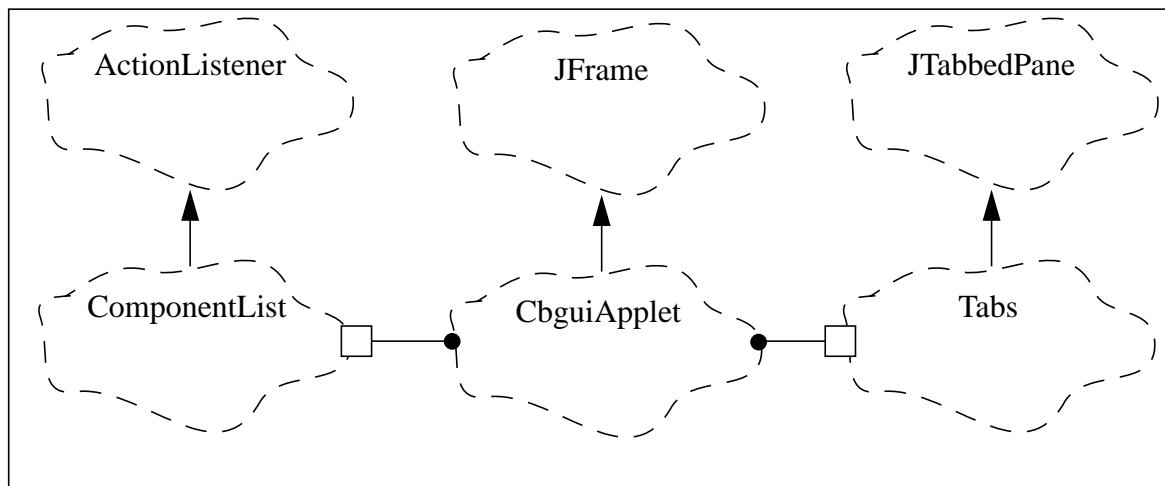 ActionListener
JFrame
JTabbedPane
ComponentList
CbguiApplet
Tabs